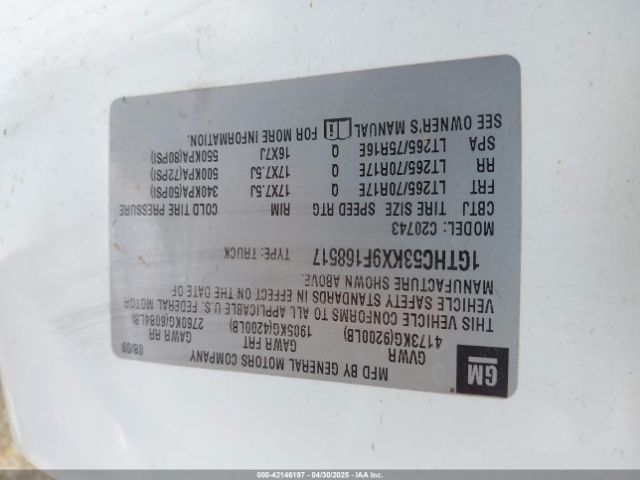 GM
MFD BY GENERAL MOTORS COMPANY
08/09
GVWR GAWR FRT GAWR RR
4173KG(9200LB) 1905KG(4200LB) 2760KG(6084LB)
THIS VEHICLE CONFORMS TO ALL APPLICABLE U.S. FEDERAL MOTOR
VEHICLE SAFETY STANDARDS IN EFFECT ON THE DATE OF
MANUFACTURE SHOWN ABOVE.
1GTHC53KX9F168517 TYPE: TRUCK
MODEL: C20743
CBTJ TIRE SIZE SPEED RTG RIM COLD TIRE PRESSURE
FRT LT265/70R17E Q 17X7.5J 340KPA(50PSI)
RR LT265/70R17E Q 17X7.5J 500KPA(72PSI)
SPA LT265/75R16E Q 16X7J 550KPA(80PSI)
SEE OWNER'S MANUAL FOR MORE INFORMATION.
000-42146197 - 04/30/2025 - IAA Inc.